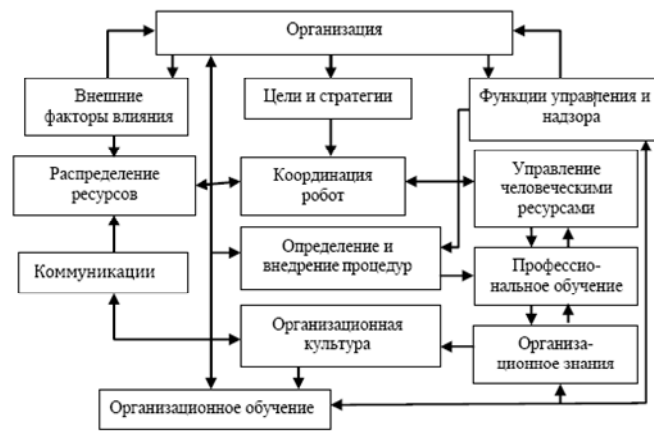 Организация
Внешние
факторы влияния
Цели и стратегии
Функции управления и
надзора
Распределение
ресурсов
Координация
робот
Управление
человеческими
ресурсами
Определение и
внедрение процедур
Коммуникации
Профессио-
нальное обучение
Организационная
культура
Организа-
ционное знания
Организационное обучение